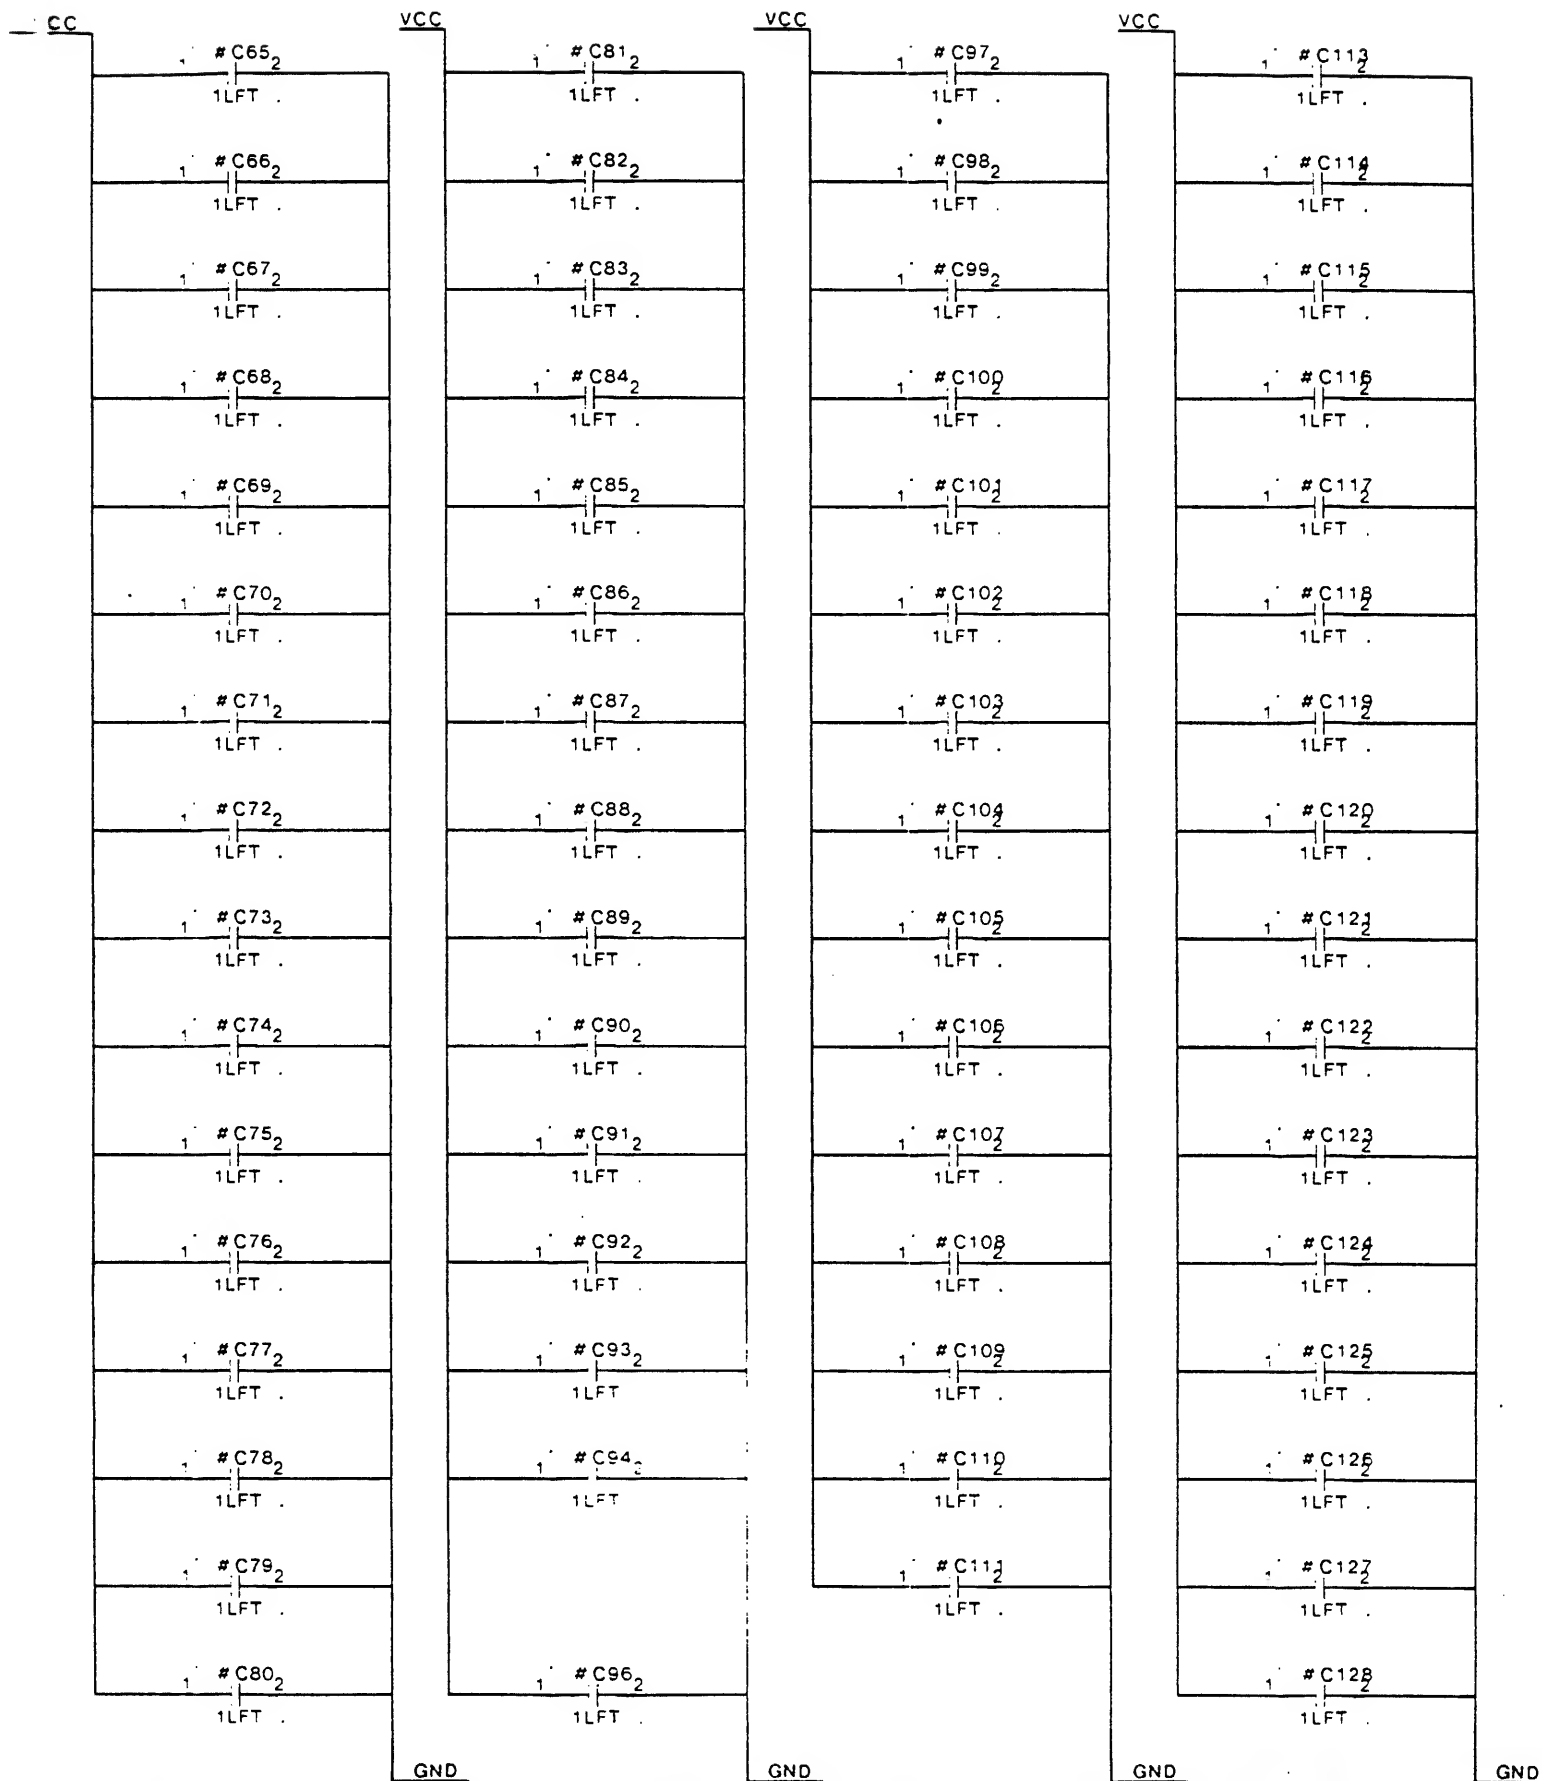 CC VCC VCC VCC
1 #C65 2 1 #C81 2 1 #C97 2 1 #C113 2
1LFT . 1LFT . 1LFT . 1LFT .
1 #C66 2 1 #C82 2 1 #C98 2 1 #C114 2
1LFT . 1LFT . 1LFT . 1LFT .
1 #C67 2 1 #C83 2 1 #C99 2 1 #C115 2
1LFT . 1LFT . 1LFT . 1LFT .
1 #C68 2 1 #C84 2 1 #C100 2 1 #C116 2
1LFT . 1LFT . 1LFT . 1LFT .
1 #C69 2 1 #C85 2 1 #C101 2 1 #C117 2
1LFT . 1LFT . 1LFT . 1LFT .
1 #C70 2 1 #C86 2 1 #C102 2 1 #C118 2
1LFT . 1LFT . 1LFT . 1LFT .
1 #C71 2 1 #C87 2 1 #C103 2 1 #C119 2
1LFT . 1LFT . 1LFT . 1LFT .
1 #C72 2 1 #C88 2 1 #C104 2 1 #C120 2
1LFT . 1LFT . 1LFT . 1LFT .
1 #C73 2 1 #C89 2 1 #C105 2 1 #C121 2
1LFT . 1LFT . 1LFT . 1LFT .
1 #C74 2 1 #C90 2 1 #C106 2 1 #C122 2
1LFT . 1LFT . 1LFT . 1LFT .
1 #C75 2 1 #C91 2 1 #C107 2 1 #C123 2
1LFT . 1LFT . 1LFT . 1LFT .
1 #C76 2 1 #C92 2 1 #C108 2 1 #C124 2
1LFT . 1LFT . 1LFT . 1LFT .
1 #C77 2 1 #C93 2 1 #C109 2 1 #C125 2
1LFT . 1LFT . 1LFT . 1LFT .
1 #C78 2 1 #C94 2 1 #C110 2 1 #C126 2
1LFT . 1LFT 1LFT . 1LFT .
1 #C79 2 1 #C111 2 1 #C127 2
1LFT . 1LFT . 1LFT .
1 #C80 2 1 #C96 2 1 #C128 2
1LFT . 1LFT . 1LFT .
GND GND GND GND